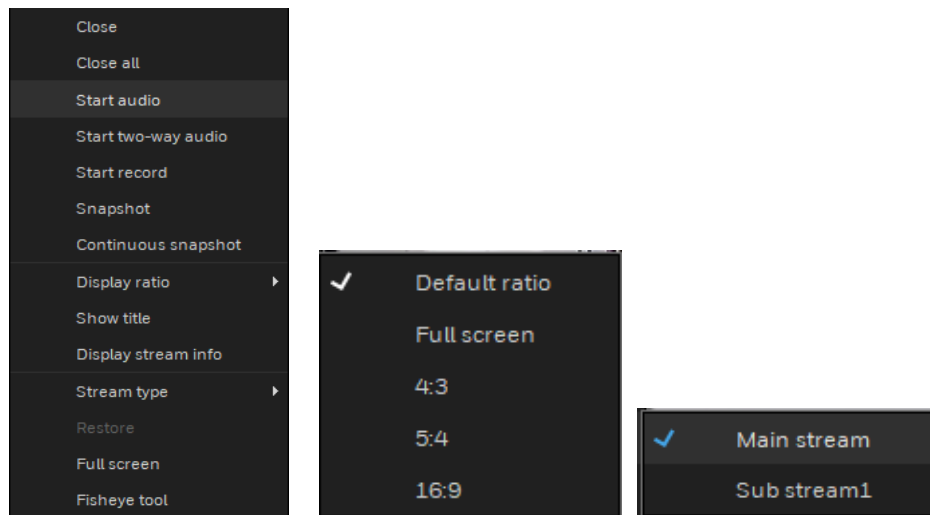 Close
Close all
Start audio
Start two-way audio
Start record
Snapshot
Continuous snapshot
Display ratio
Show title
Display stream info
Stream type
Restore
Full screen
Fisheye tool
Default ratio
Full screen
4:3
5:4
16:9
Main stream
Sub stream1